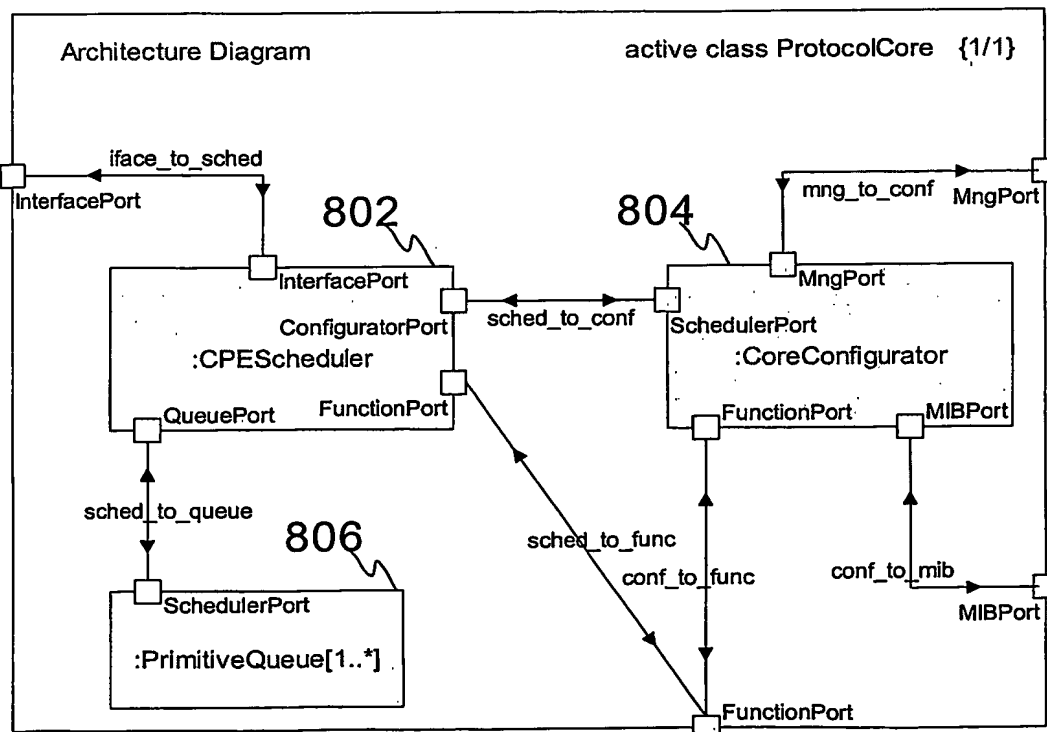 Architecture Diagram
active class ProtocolCore {1/1}
iface_to_sched
InterfacePort
mng_to_conf
MngPort
802
804
InterfacePort
MngPort
ConfiguratorPort
sched_to_conf
SchedulerPort
:CPEScheduler
:CoreConfigurator
FunctionPort
QueuePort
FunctionPort
MIBPort
sched_to_queue
806
sched_to_func
conf_to_func
conf_to_mib
SchedulerPort
MIBPort
:PrimitiveQueue[1..*]
FunctionPort